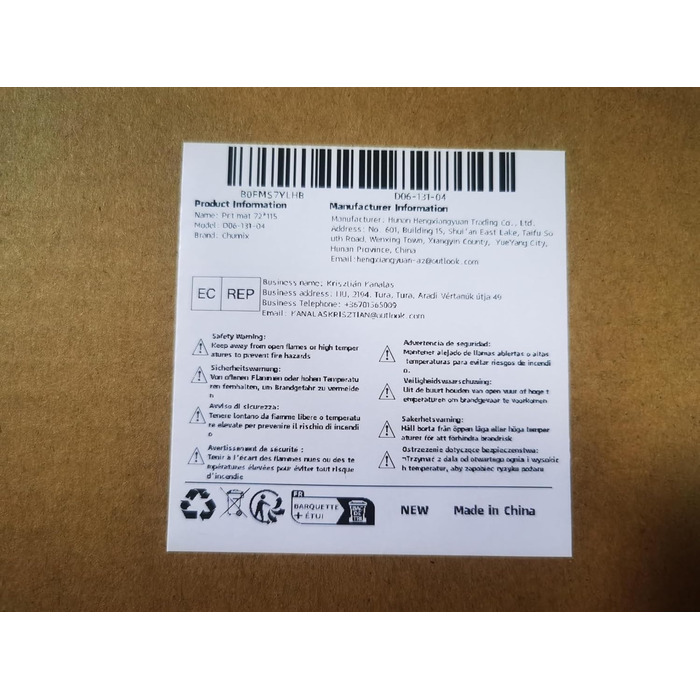 B0FMS7YLHB
D06-131-04
Product Information
Name: Pet mat 72*115
Model: D06-131-04
Brand: Chumix
Manufacturer Information
Manufacturer: Hunan Hengxiangyuan Trading Co., Ltd.
Address: No. 601, Building 15, Shui'an East Lake, Taifu So
uth Road, Wenxing Town, Xiangyin County, YueYang City,
Hunan Province, China
Email:hengxiangyuan-az@outlook.com
EC REP
Business name: Krisztián Kanalas
Business address: HU, 2194, Tura, Tura, Aradi Vértanúk útja 49
Business Telephone: +36701565009
Email: KANALASKRISZTIAN@outlook.com
Safety Warning:
Keep away from open flames or high temper
atures to prevent fire hazards
Sicherheitswarnung:
Von offenen Flammen oder hohen Temperatu
ren fernhalten, um Brandgefahr zu vermeide
n
Avviso di sicurezza:
Tenere lontano da fiamme libere o temperatu
re elevate per prevenire il rischio di incendi
o
Avertissement de sécurité :
Tenir à l'écart des flammes nues ou des te
mpératures élevées pour éviter tout risque
d'incendie
Advertencia de seguridad:
Mantener alejado de llamas abiertas o altas
temperaturas para evitar riesgos de incendi
o.
Veiligheidswaarschuwing:
Uit de buurt houden van open vuur of hoge t
emperaturen om brandgevaar te voorkomen
Säkerhetsvarning:
Håll borta från öppen låga eller höga temper
aturer för att förhindra brandrisk
Ostrzeżenie dotyczące bezpieczeństwa:
Trzymać z dala od otwartego ognia i wysokic
h temperatur, aby zapobiec ryzyku pożaru
FR
BARQUETTE
+ ÉTUI
BAC
DE
TRI
NEW
Made in China